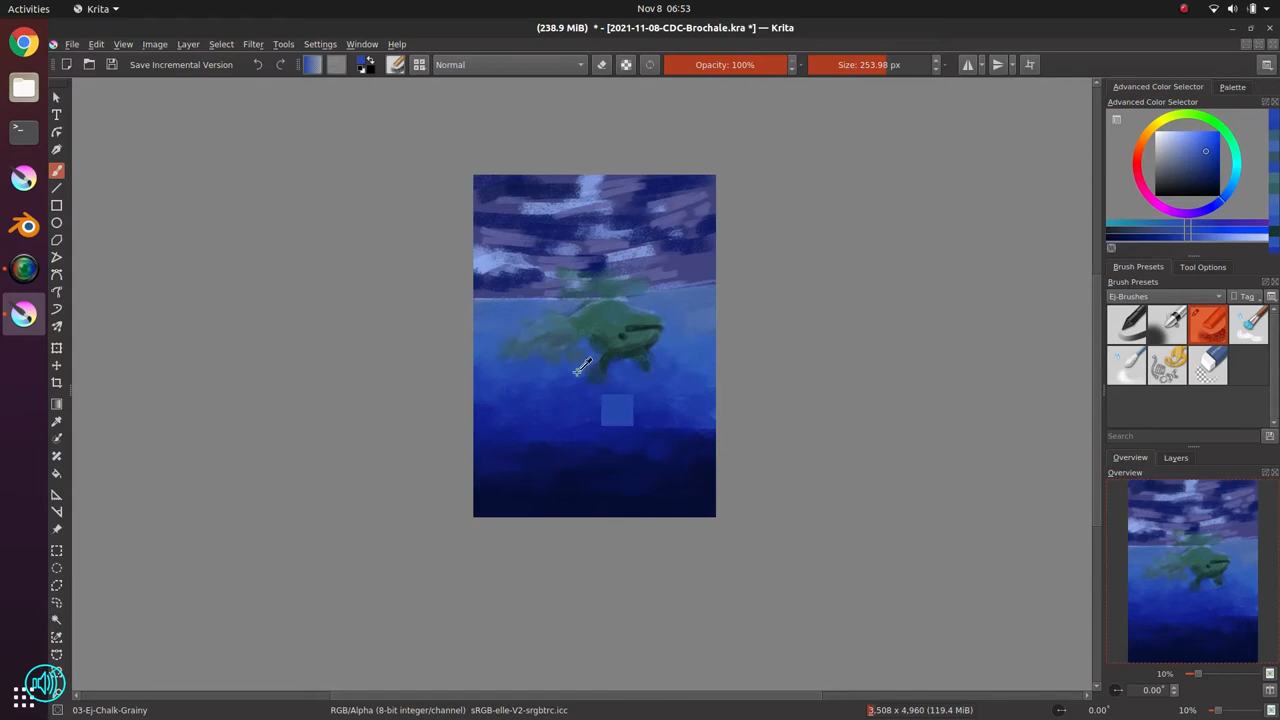 Activities Krita Nov 8 06:53
(238.9 MiB) * - [2021-11-08-CDC-Brochale.kra *] — Krita
File Edit View Image Layer Select Filter Tools Settings Window Help
Save Incremental Version Normal Opacity: 100% Size: 253.98 px
Advanced Color Selector Palette
Advanced Color Selector
Brush Presets Tool Options
Brush Presets
Ej-Brushes Tag
Search
Overview Layers
Overview
10%
0.00°
03-Ej-Chalk-Grainy RGB/Alpha (8-bit integer/channel) sRGB-elle-V2-srgbtrc.icc 3,508 x 4,960 (119.4 MiB) 0.00° 10%